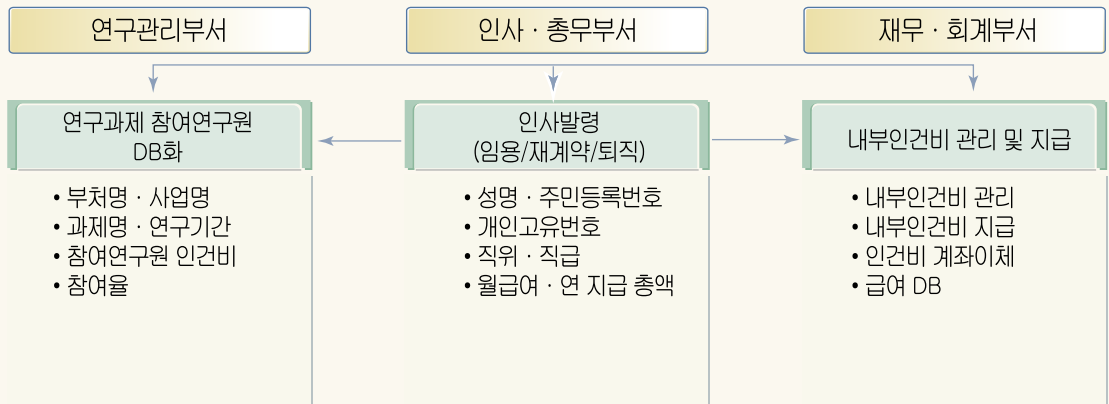 연구관리부서
인사 · 총무부서
재무 · 회계부서
연구과제 참여연구원
DB화
인사발령
(임용/재계약/퇴직)
내부인건비 관리 및 지급
• 부처명 · 사업명
• 과제명 · 연구기간
• 참여연구원 인건비
• 참여율
• 성명 · 주민등록번호
• 개인고유번호
• 직위 · 직급
• 월급여 · 연 지급 총액
• 내부인건비 관리
• 내부인건비 지급
• 인건비 계좌이체
• 급여 DB